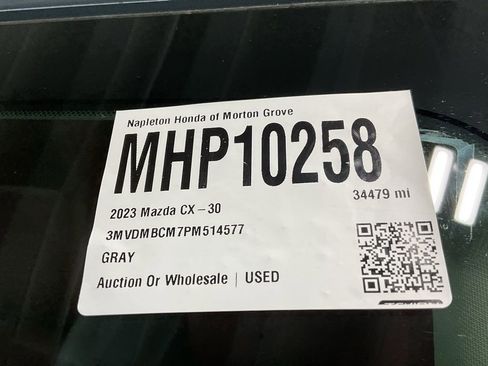 Napleton Honda of Morton Grove
MHP10258
34479 mi
2023 Mazda CX-30
3MVDMBCM7PM514577
GRAY
Auction Or Wholesale | USED